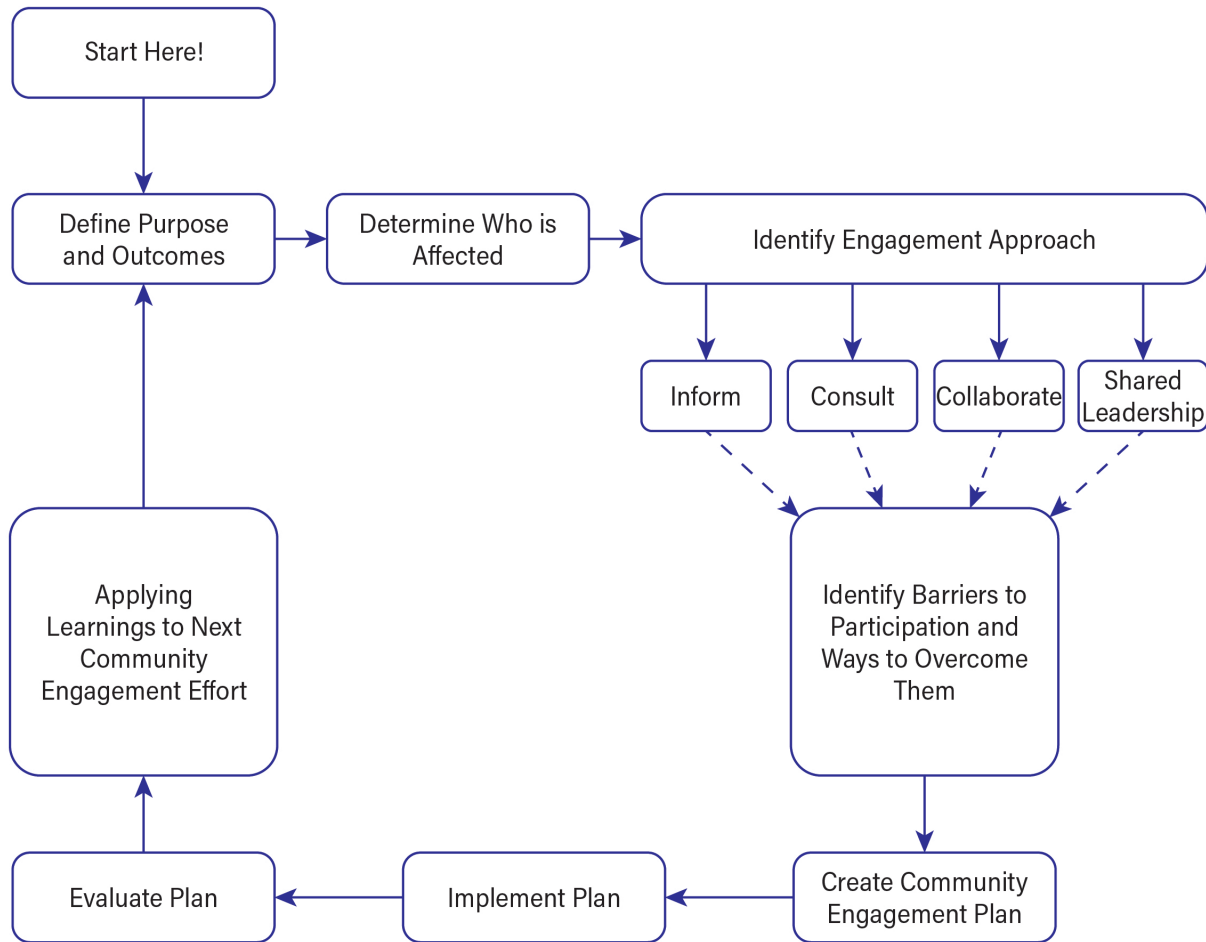 Start Here!
Define Purpose
and Outcomes
Determine Who is
Affected
Identify Engagement Approach
Inform
Consult
Collaborate
Shared
Leadership
Applying
Learnings to Next
Community
Engagement Effort
Identify Barriers to
Participation and
Ways to Overcome
Them
Evaluate Plan
Implement Plan
Create Community
Engagement Plan